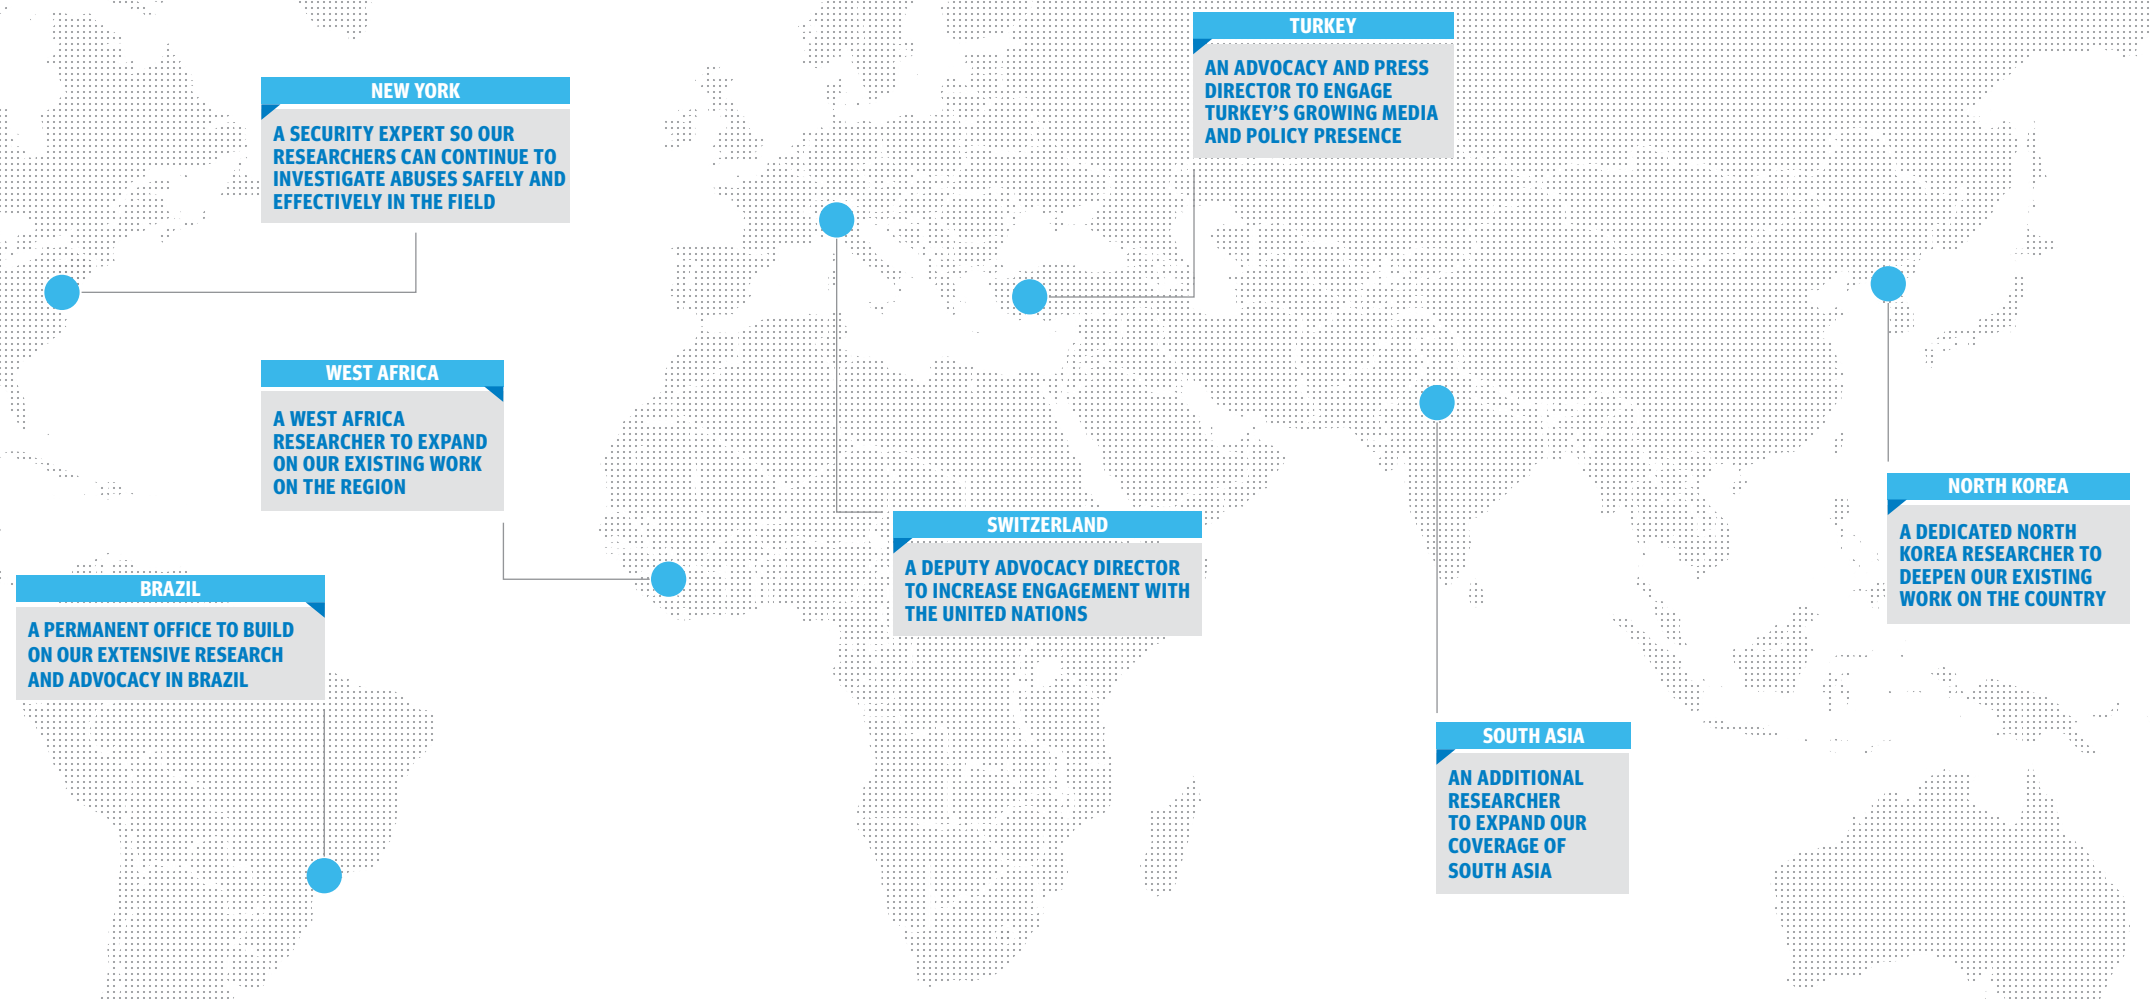 TURKEY
AN ADVOCACY AND PRESS
DIRECTOR TO ENGAGE
TURKEY’S GROWING MEDIA
AND POLICY PRESENCE
NEW YORK
A SECURITY EXPERT SO OUR
RESEARCHERS CAN CONTINUE TO
INVESTIGATE ABUSES SAFELY AND
EFFECTIVELY IN THE FIELD
WEST AFRICA
A WEST AFRICA
RESEARCHER TO EXPAND
ON OUR EXISTING WORK
ON THE REGION
NORTH KOREA
A DEDICATED NORTH
KOREA RESEARCHER TO
DEEPEN OUR EXISTING
WORK ON THE COUNTRY
SWITZERLAND
A DEPUTY ADVOCACY DIRECTOR
TO INCREASE ENGAGEMENT WITH
THE UNITED NATIONS
BRAZIL
A PERMANENT OFFICE TO BUILD
ON OUR EXTENSIVE RESEARCH
AND ADVOCACY IN BRAZIL
SOUTH ASIA
AN ADDITIONAL
RESEARCHER
TO EXPAND OUR
COVERAGE OF
SOUTH ASIA